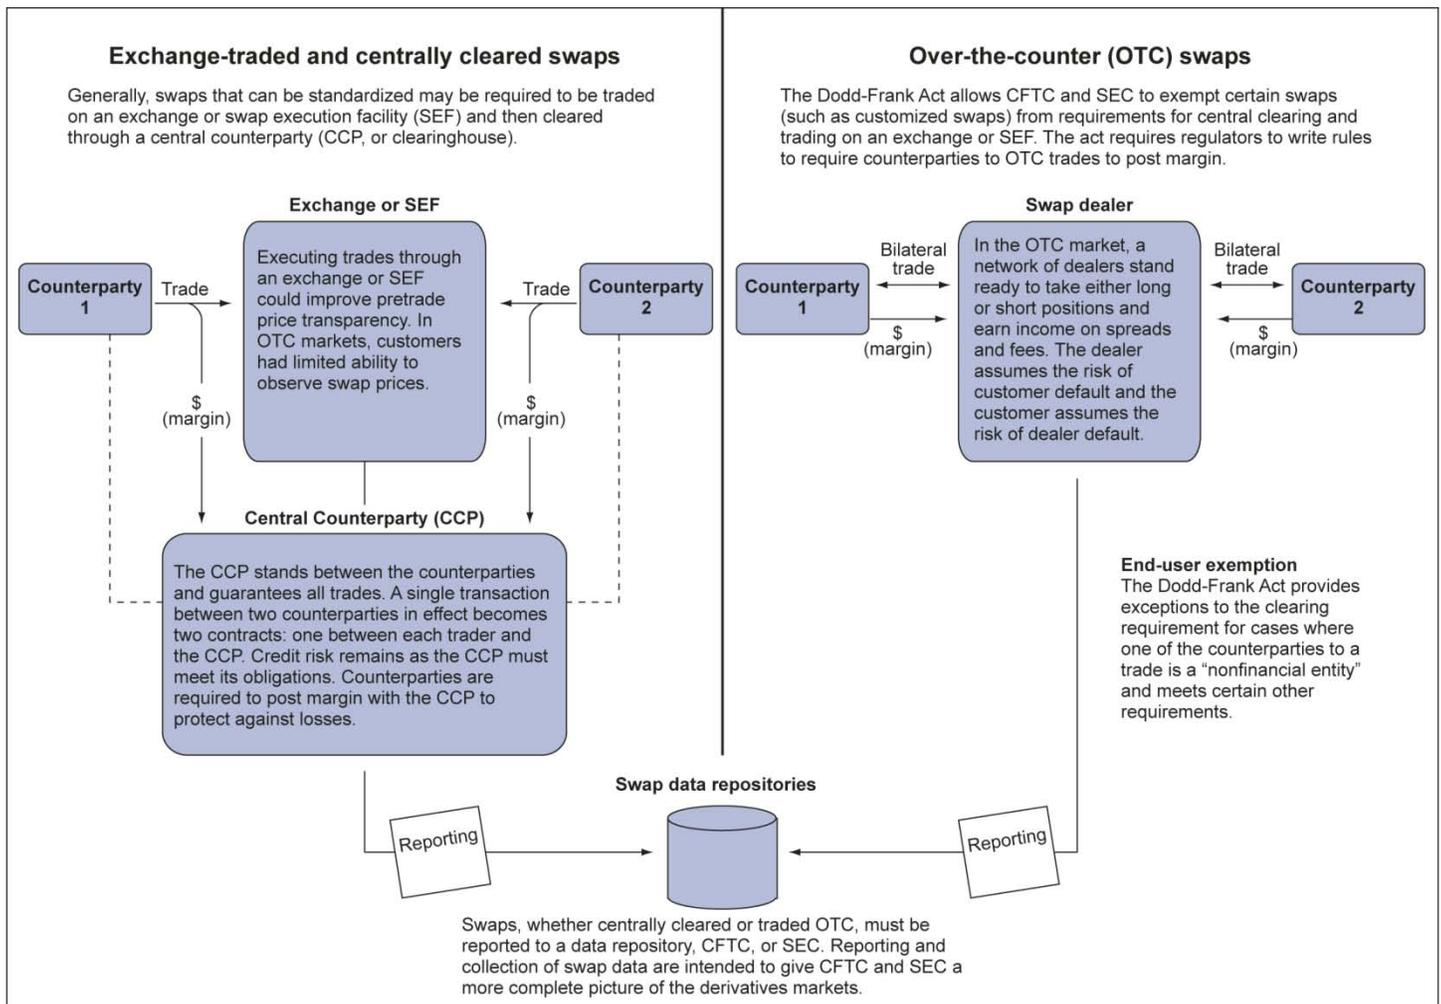 Exchange-traded and centrally cleared swaps
Generally, swaps that can be standardized may be required to be traded
on an exchange or swap execution facility (SEF) and then cleared
through a central counterparty (CCP, or clearinghouse).
Exchange or SEF
Counterparty
1
Trade
Executing trades through
an exchange or SEF
could improve pretrade
price transparency. In
OTC markets, customers
had limited ability to
observe swap prices.
Trade
Counterparty
2
$
(margin)
$
(margin)
Central Counterparty (CCP)
The CCP stands between the counterparties
and guarantees all trades. A single transaction
between two counterparties in effect becomes
two contracts: one between each trader and
the CCP. Credit risk remains as the CCP must
meet its obligations. Counterparties are
required to post margin with the CCP to
protect against losses.
Over-the-counter (OTC) swaps
The Dodd-Frank Act allows CFTC and SEC to exempt certain swaps
(such as customized swaps) from requirements for central clearing and
trading on an exchange or SEF. The act requires regulators to write rules
to require counterparties to OTC trades to post margin.
Swap dealer
Counterparty
1
Bilateral
trade
$
(margin)
In the OTC market, a
network of dealers stand
ready to take either long
or short positions and
earn income on spreads
and fees. The dealer
assumes the risk of
customer default and the
customer assumes the
risk of dealer default.
Bilateral
trade
$
(margin)
Counterparty
2
End-user exemption
The Dodd-Frank Act provides
exceptions to the clearing
requirement for cases where
one of the counterparties to a
trade is a “nonfinancial entity”
and meets certain other
requirements.
Swap data repositories
Reporting
Reporting
Swaps, whether centrally cleared or traded OTC, must be
reported to a data repository, CFTC, or SEC. Reporting and
collection of swap data are intended to give CFTC and SEC a
more complete picture of the derivatives markets.